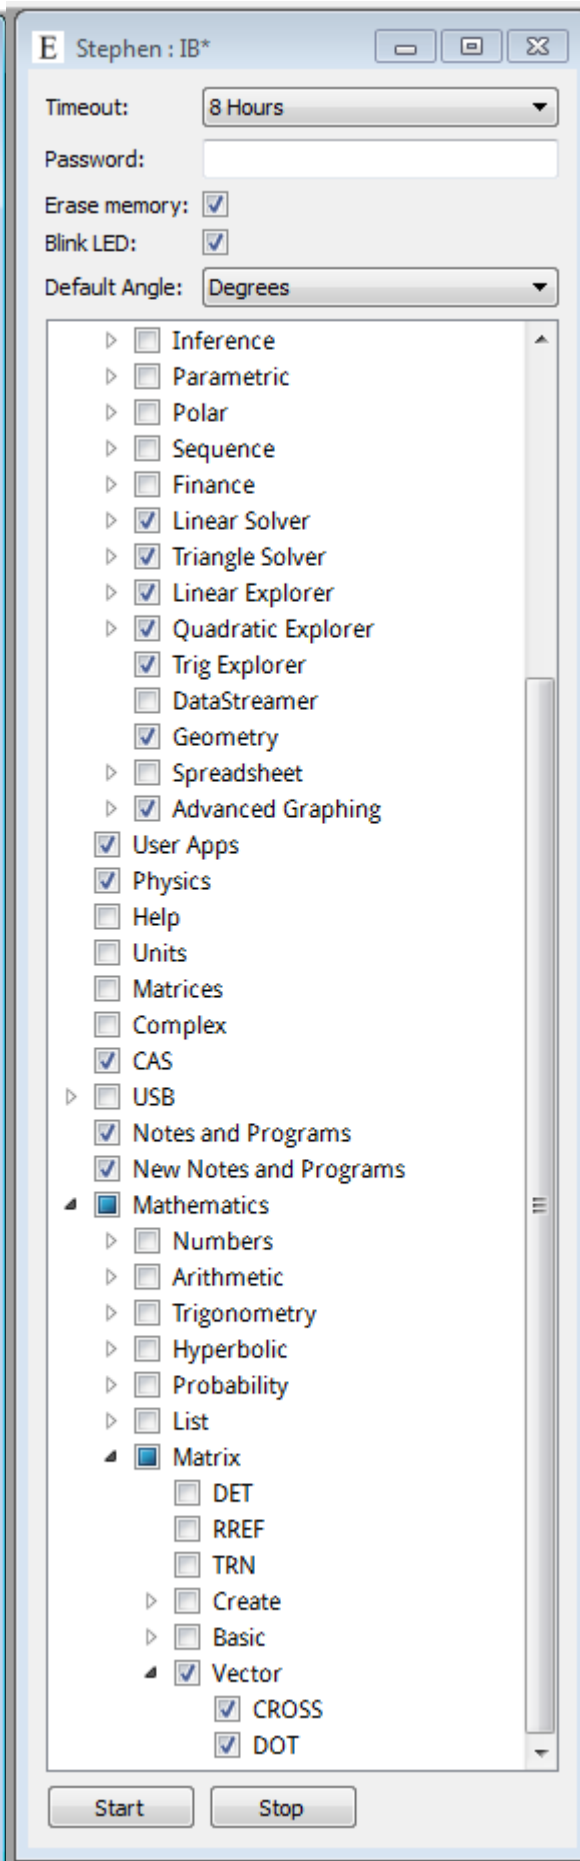 E Stephen : IB*
Timeout: 8 Hours
Password:
Erase memory:
Blink LED:
Default Angle: Degrees
Inference
Parametric
Polar
Sequence
Finance
Linear Solver
Triangle Solver
Linear Explorer
Quadratic Explorer
Trig Explorer
DataStreamer
Geometry
Spreadsheet
Advanced Graphing
User Apps
Physics
Help
Units
Matrices
Complex
CAS
USB
Notes and Programs
New Notes and Programs
Mathematics
Numbers
Arithmetic
Trigonometry
Hyperbolic
Probability
List
Matrix
DET
RREF
TRN
Create
Basic
Vector
CROSS
DOT
Start Stop